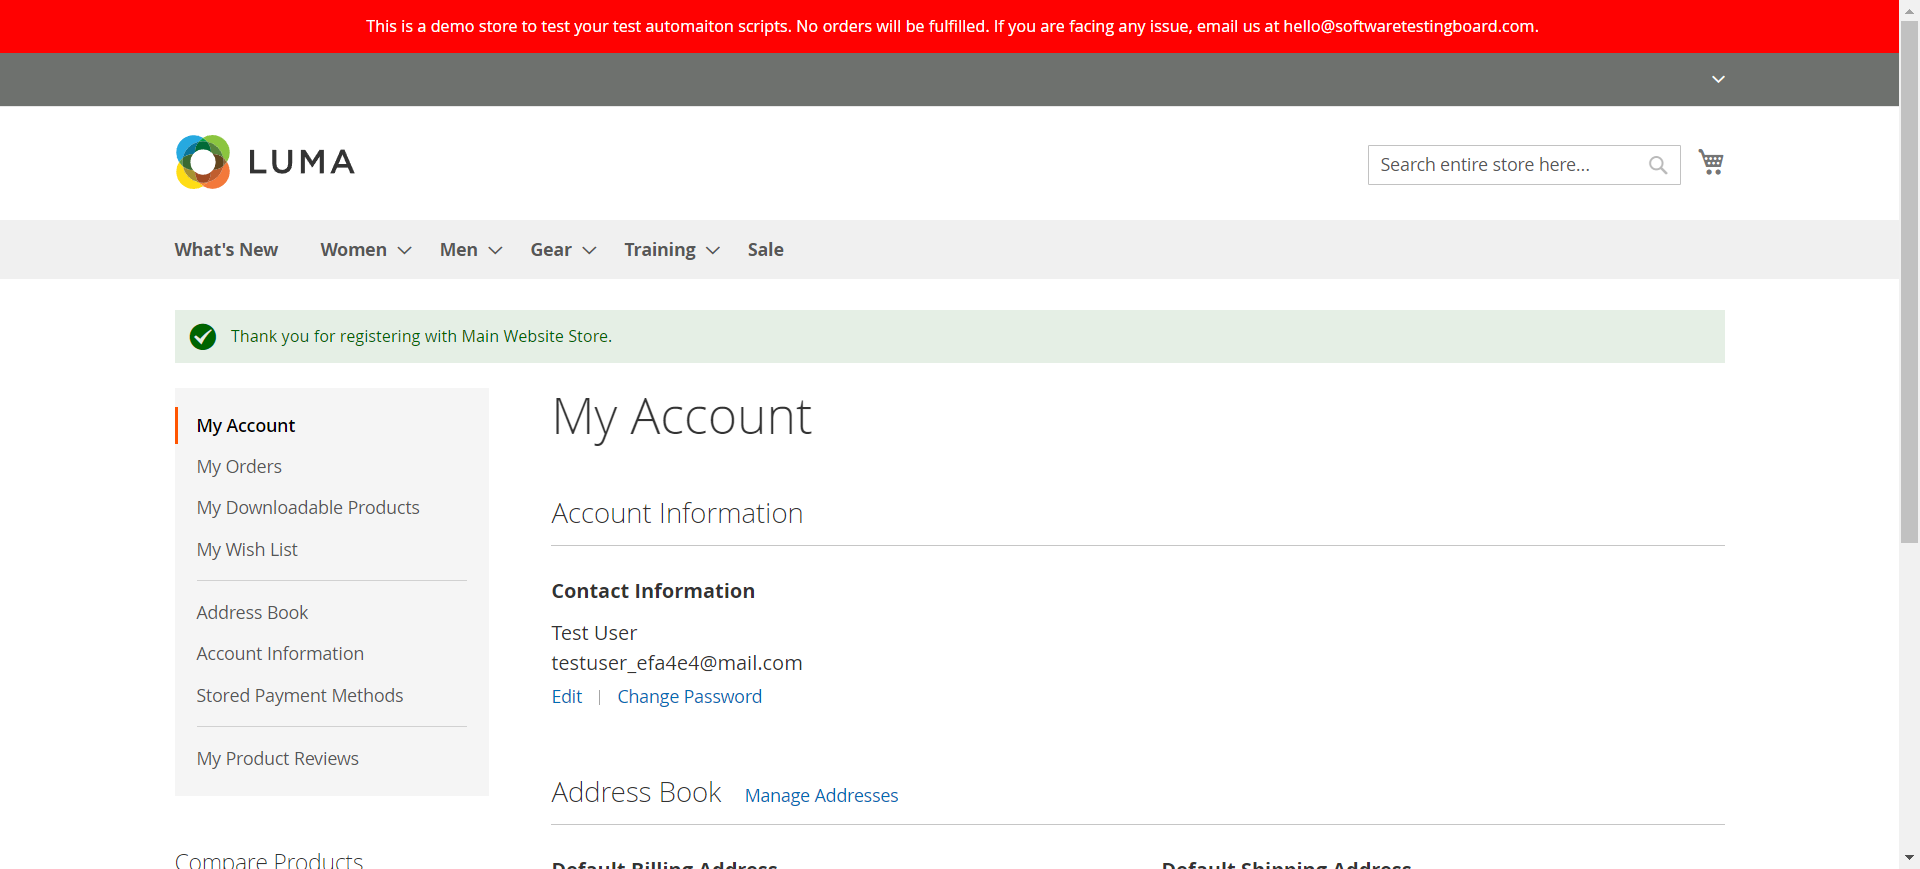 This is a demo store to test your test automaiton scripts. No orders will be fulfilled. If you are facing any issue, email us at hello@softwaretestingboard.com.
LUMA
Search entire store here...
What's New Women Men Gear Training Sale
Thank you for registering with Main Website Store.
My Account
My Orders
My Downloadable Products
My Wish List
Address Book
Account Information
Stored Payment Methods
My Product Reviews
Compare Products
My Account
Account Information
Contact Information
Test User
testuser_efa4e4@mail.com
Edit | Change Password
Address Book Manage Addresses
Default Billing Address Default Shipping Address